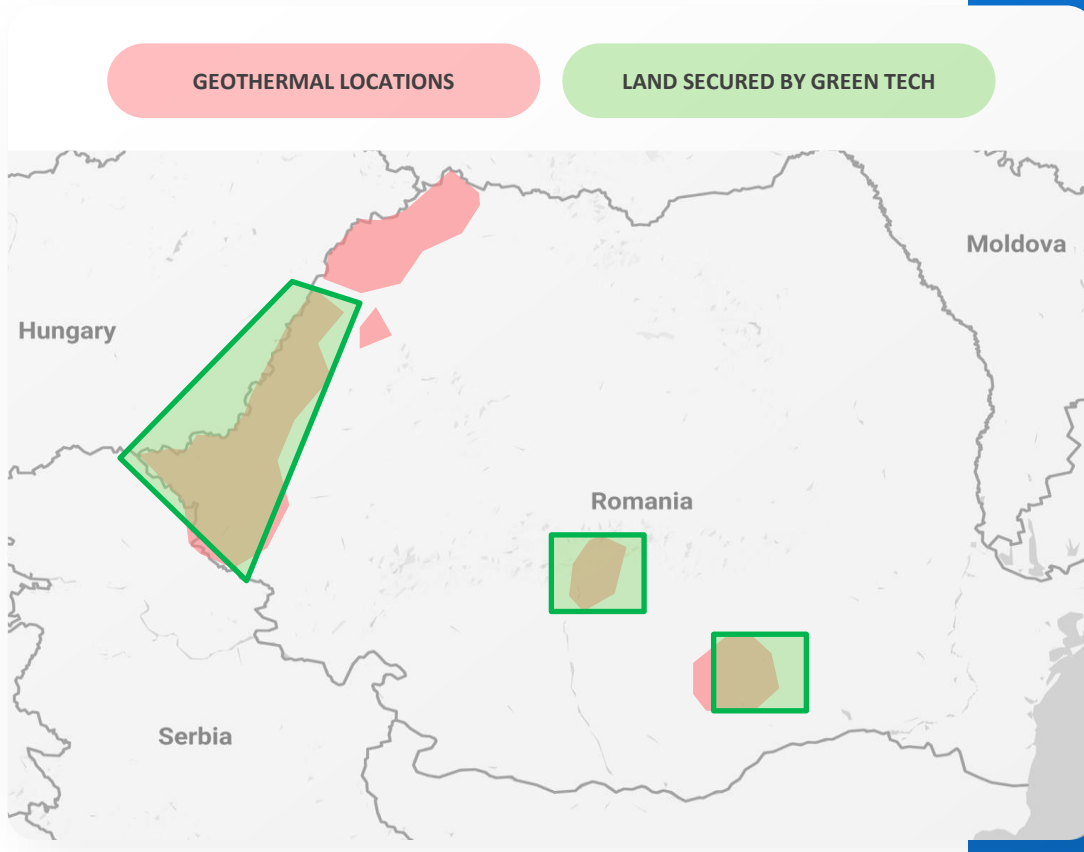 GEOTHERMAL LOCATIONS
LAND SECURED BY GREEN TECH
Moldova
Hungary
Romania
Serbia